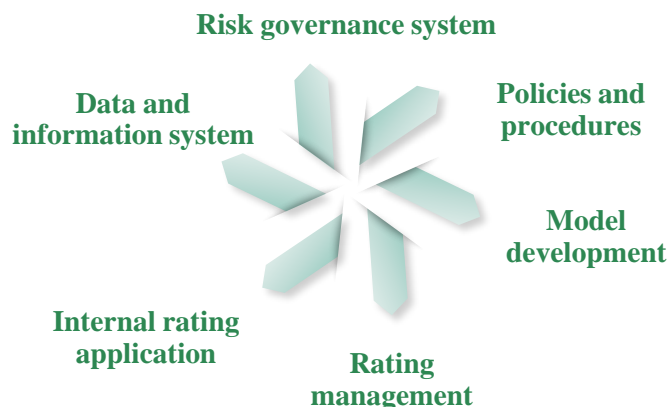 Risk governance system
Policies and
procedures
Model
development
Rating
management
Internal rating
application
Data and
information system